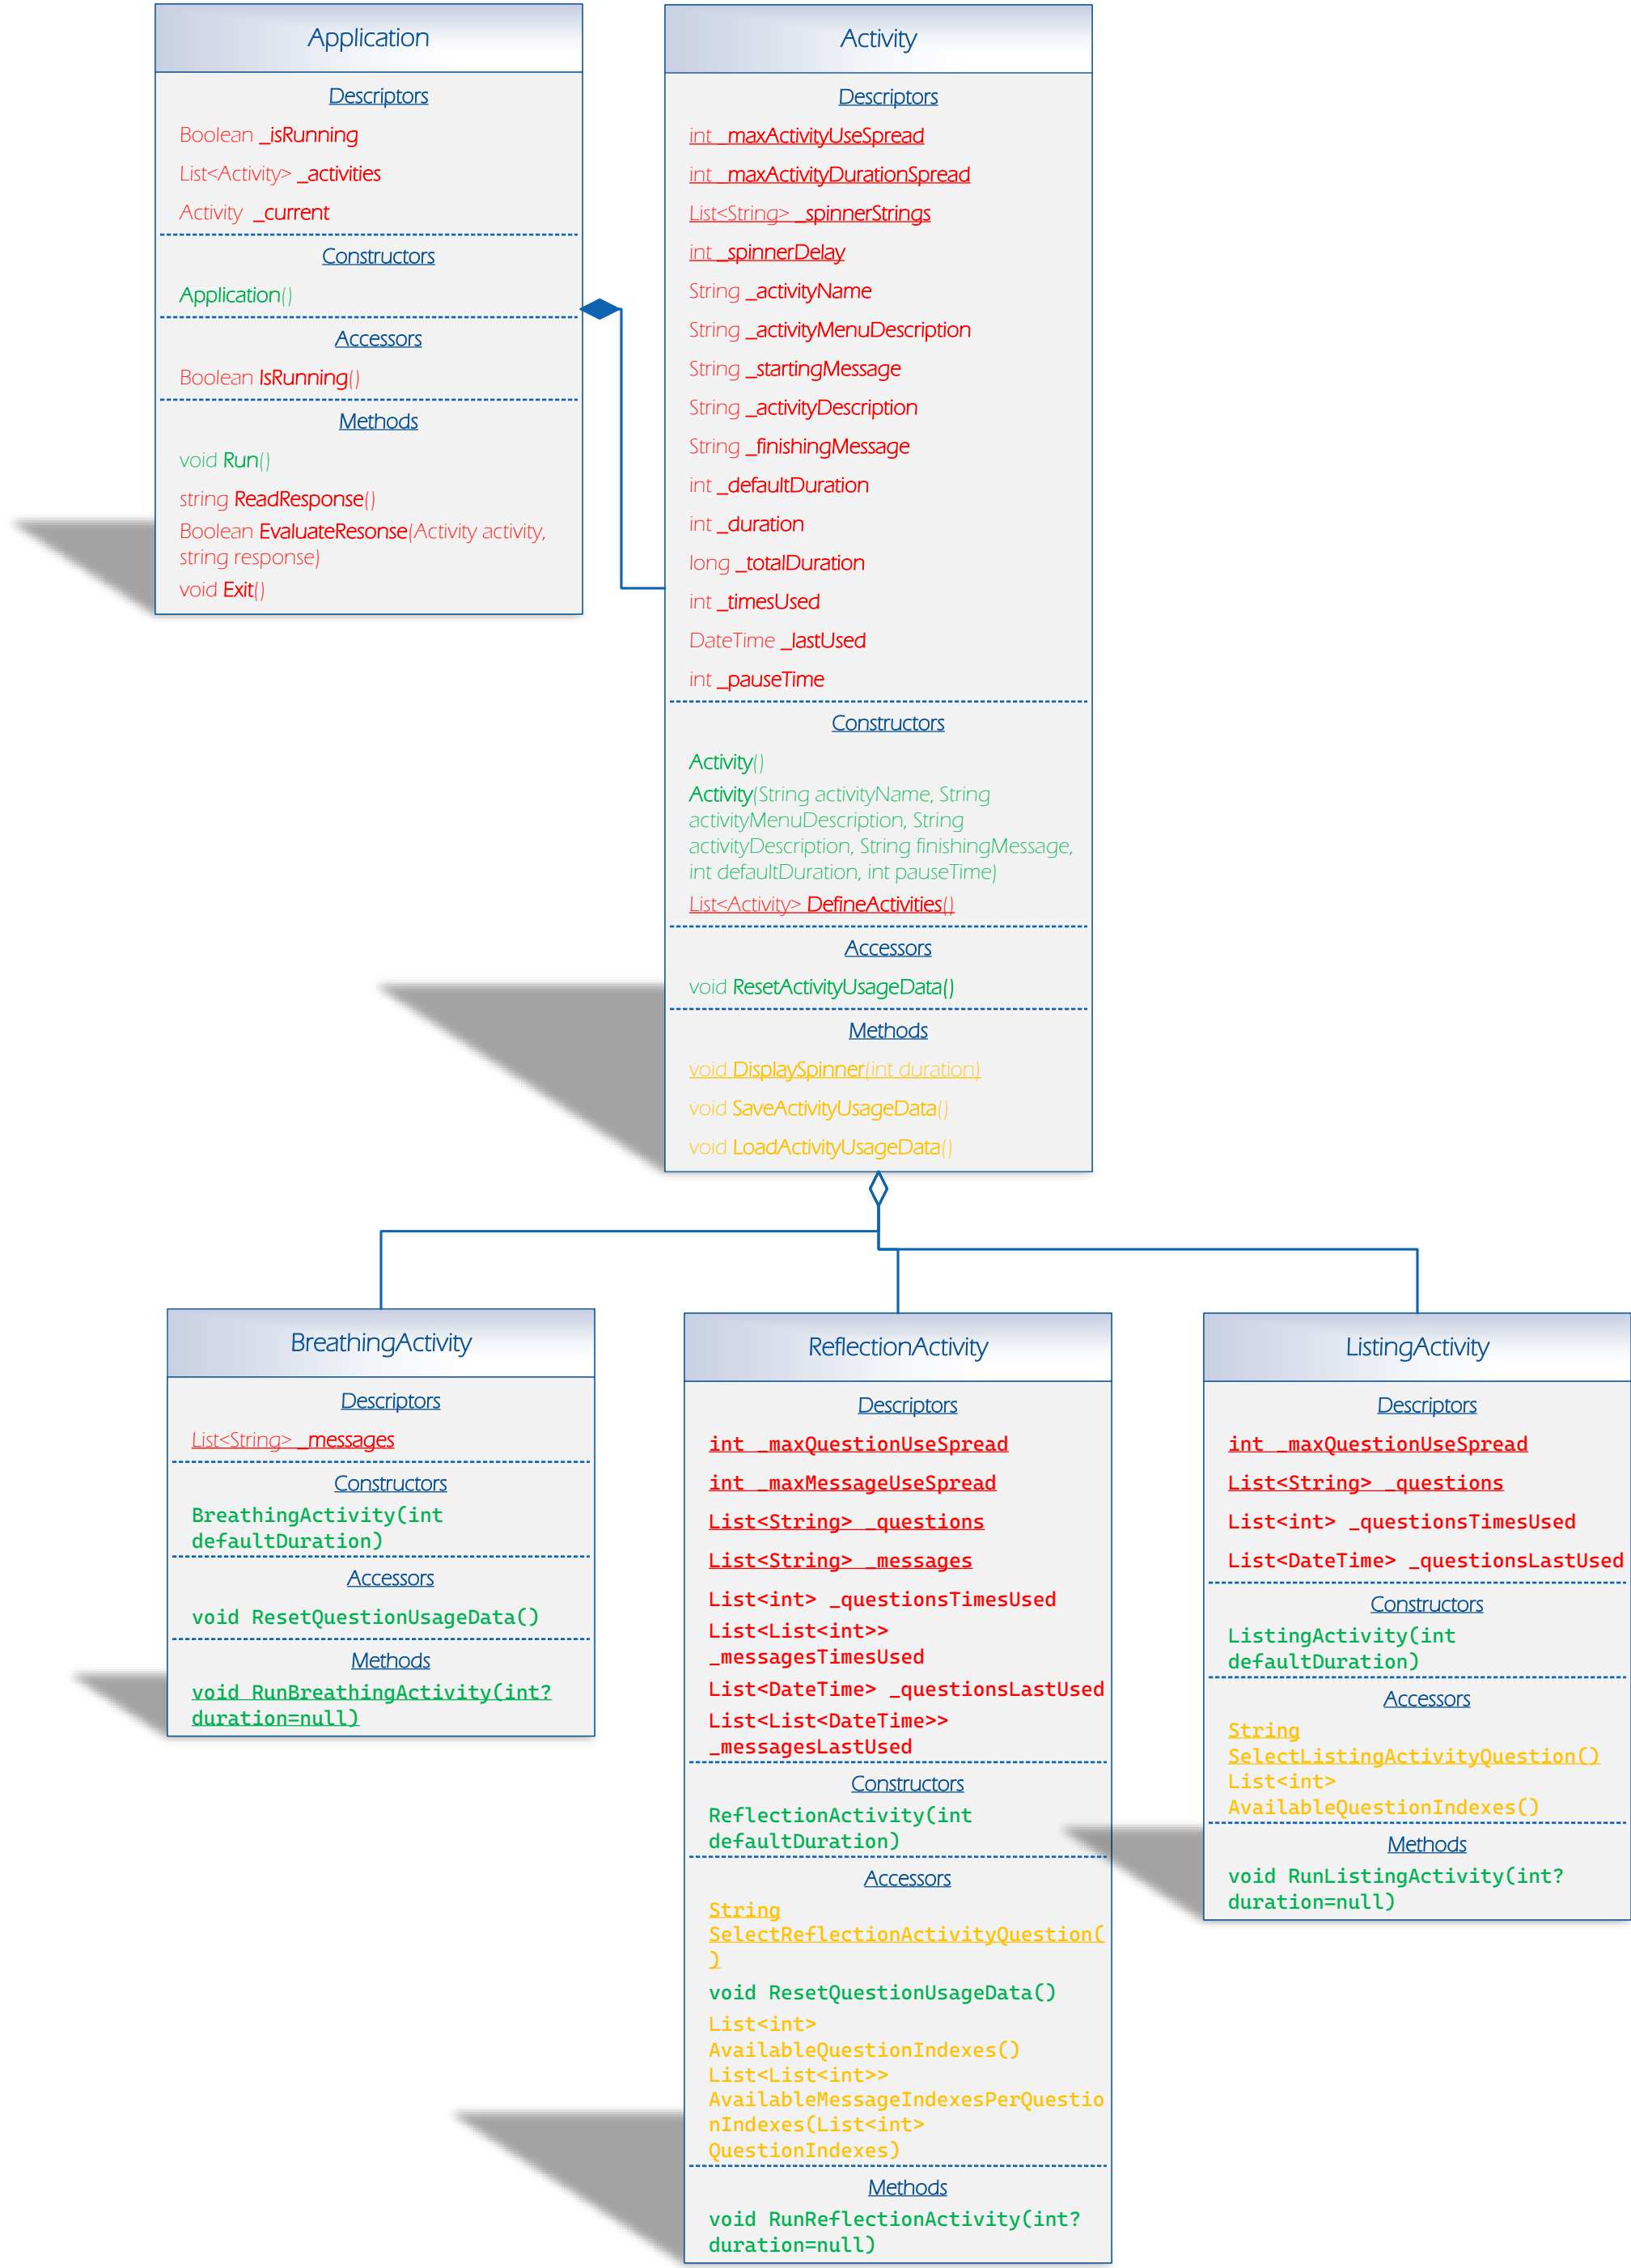 Application
Descriptors
Boolean _isRunning
List<Activity> _activities
Activity _current
Constructors
Application()
Accessors
Boolean IsRunning()
Methods
void Run()
string ReadResponse()
Boolean EvaluateResonse(Activity activity,
string response)
void Exit()
Activity
Descriptors
int _maxActivityUseSpread
int _maxActivityDurationSpread
List<String> _spinnerStrings
int _spinnerDelay
String _activityName
String _activityMenuDescription
String _startingMessage
String _activityDescription
String _finishingMessage
int _defaultDuration
int _duration
long _totalDuration
int _timesUsed
DateTime _lastUsed
int _pauseTime
Constructors
Activity()
Activity(String activityName, String
activityMenuDescription, String
activityDescription, String finishingMessage,
int defaultDuration, int pauseTime)
List<Activity> DefineActivities()
Accessors
void ResetActivityUsageData()
Methods
void DisplaySpinner(int duration)
void SaveActivityUsageData()
void LoadActivityUsageData()
BreathingActivity
Descriptors
List<String> _messages
Constructors
BreathingActivity(int
defaultDuration)
Accessors
void ResetQuestionUsageData()
Methods
void RunBreathingActivity(int?
duration=null)
ReflectionActivity
Descriptors
int _maxQuestionUseSpread
int _maxMessageUseSpread
List<String> _questions
List<String> _messages
List<int> _questionsTimesUsed
List<List<int>>
_messagesTimesUsed
List<DateTime> _questionsLastUsed
List<List<DateTime>>
_messagesLastUsed
Constructors
ReflectionActivity(int
defaultDuration)
Accessors
String
SelectReflectionActivityQuestion(
)
void ResetQuestionUsageData()
List<int>
AvailableQuestionIndexes()
List<List<int>>
AvailableMessageIndexesPerQuestio
nIndexes(List<int>
QuestionIndexes)
Methods
void RunReflectionActivity(int?
duration=null)
ListingActivity
Descriptors
int _maxQuestionUseSpread
List<String> _questions
List<int> _questionsTimesUsed
List<DateTime> _questionsLastUsed
Constructors
ListingActivity(int
defaultDuration)
Accessors
String
SelectListingActivityQuestion()
List<int>
AvailableQuestionIndexes()
Methods
void RunListingActivity(int?
duration=null)